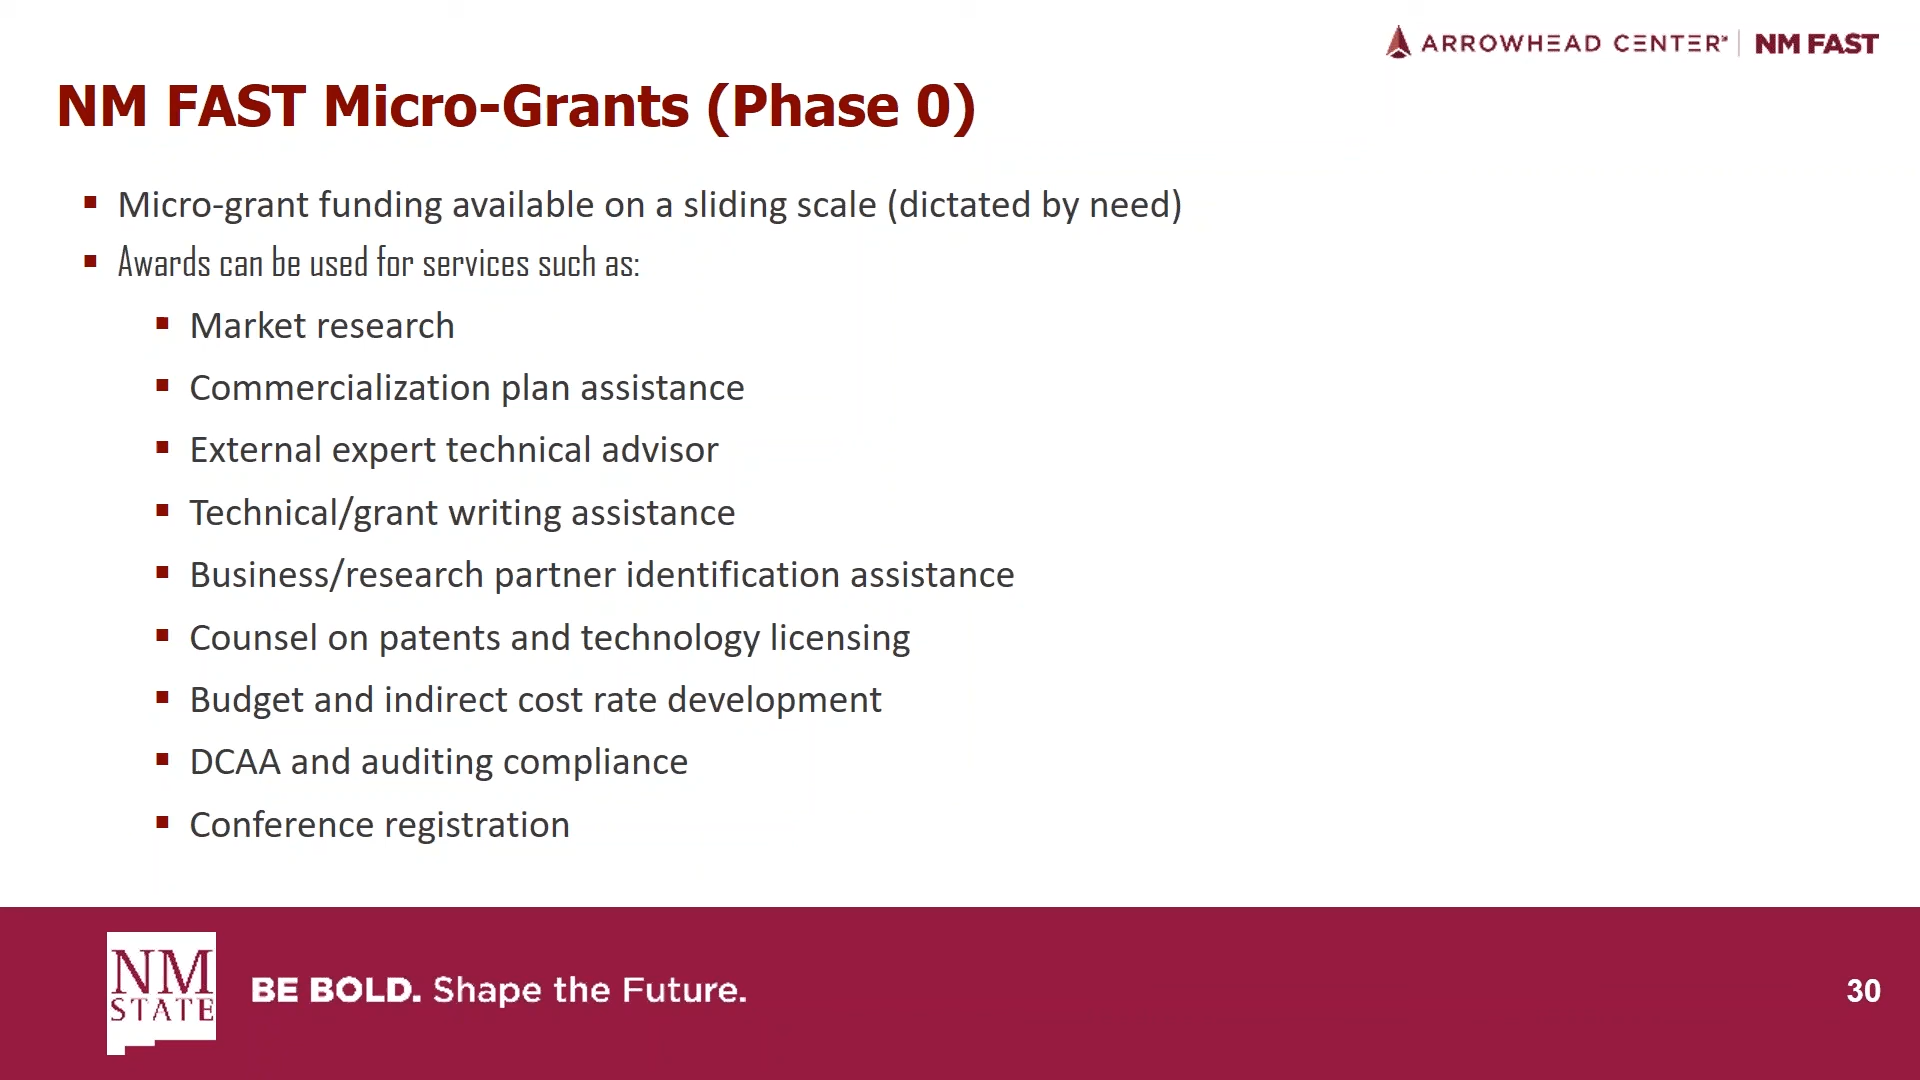 ARROWHEAD CENTER | NM FAST
NM FAST Micro-Grants (Phase 0)
Micro-grant funding available on a sliding scale (dictated by need)
Awards can be used for services such as:
Market research
Commercialization plan assistance
External expert technical advisor
Technical/grant writing assistance
Business/research partner identification assistance
Counsel on patents and technology licensing
Budget and indirect cost rate development
DCAA and auditing compliance
Conference registration
NM
STATE
BE BOLD. Shape the Future.
30